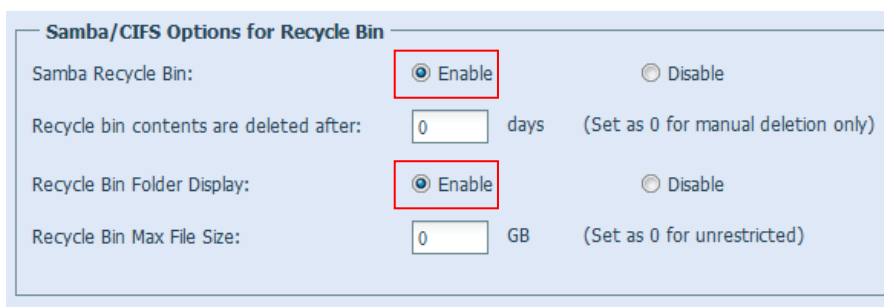 Samba/CIFS Options for Recycle Bin
Samba Recycle Bin: Enable Disable
Recycle bin contents are deleted after: 0 days (Set as 0 for manual deletion only)
Recycle Bin Folder Display: Enable Disable
Recycle Bin Max File Size: 0 GB (Set as 0 for unrestricted)